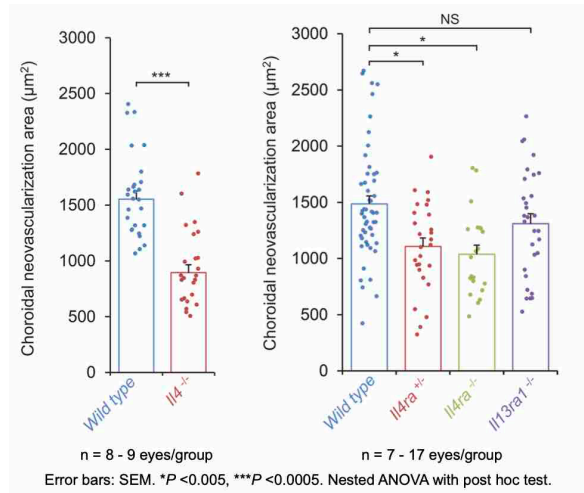 Choroidal neovascularization area (μm²)
3000
2500
2000
1500
1000
500
0
***
Wild type
Il4 -/-
n = 8 - 9 eyes/group
Choroidal neovascularization area (μm²)
3000
2500
2000
1500
1000
500
0
NS
*
*
Wild type
Il4ra +/-
Il4ra -/-
Il13ra1 -/-
n = 7 - 17 eyes/group
Error bars: SEM. *P <0.005, ***P <0.0005. Nested ANOVA with post hoc test.